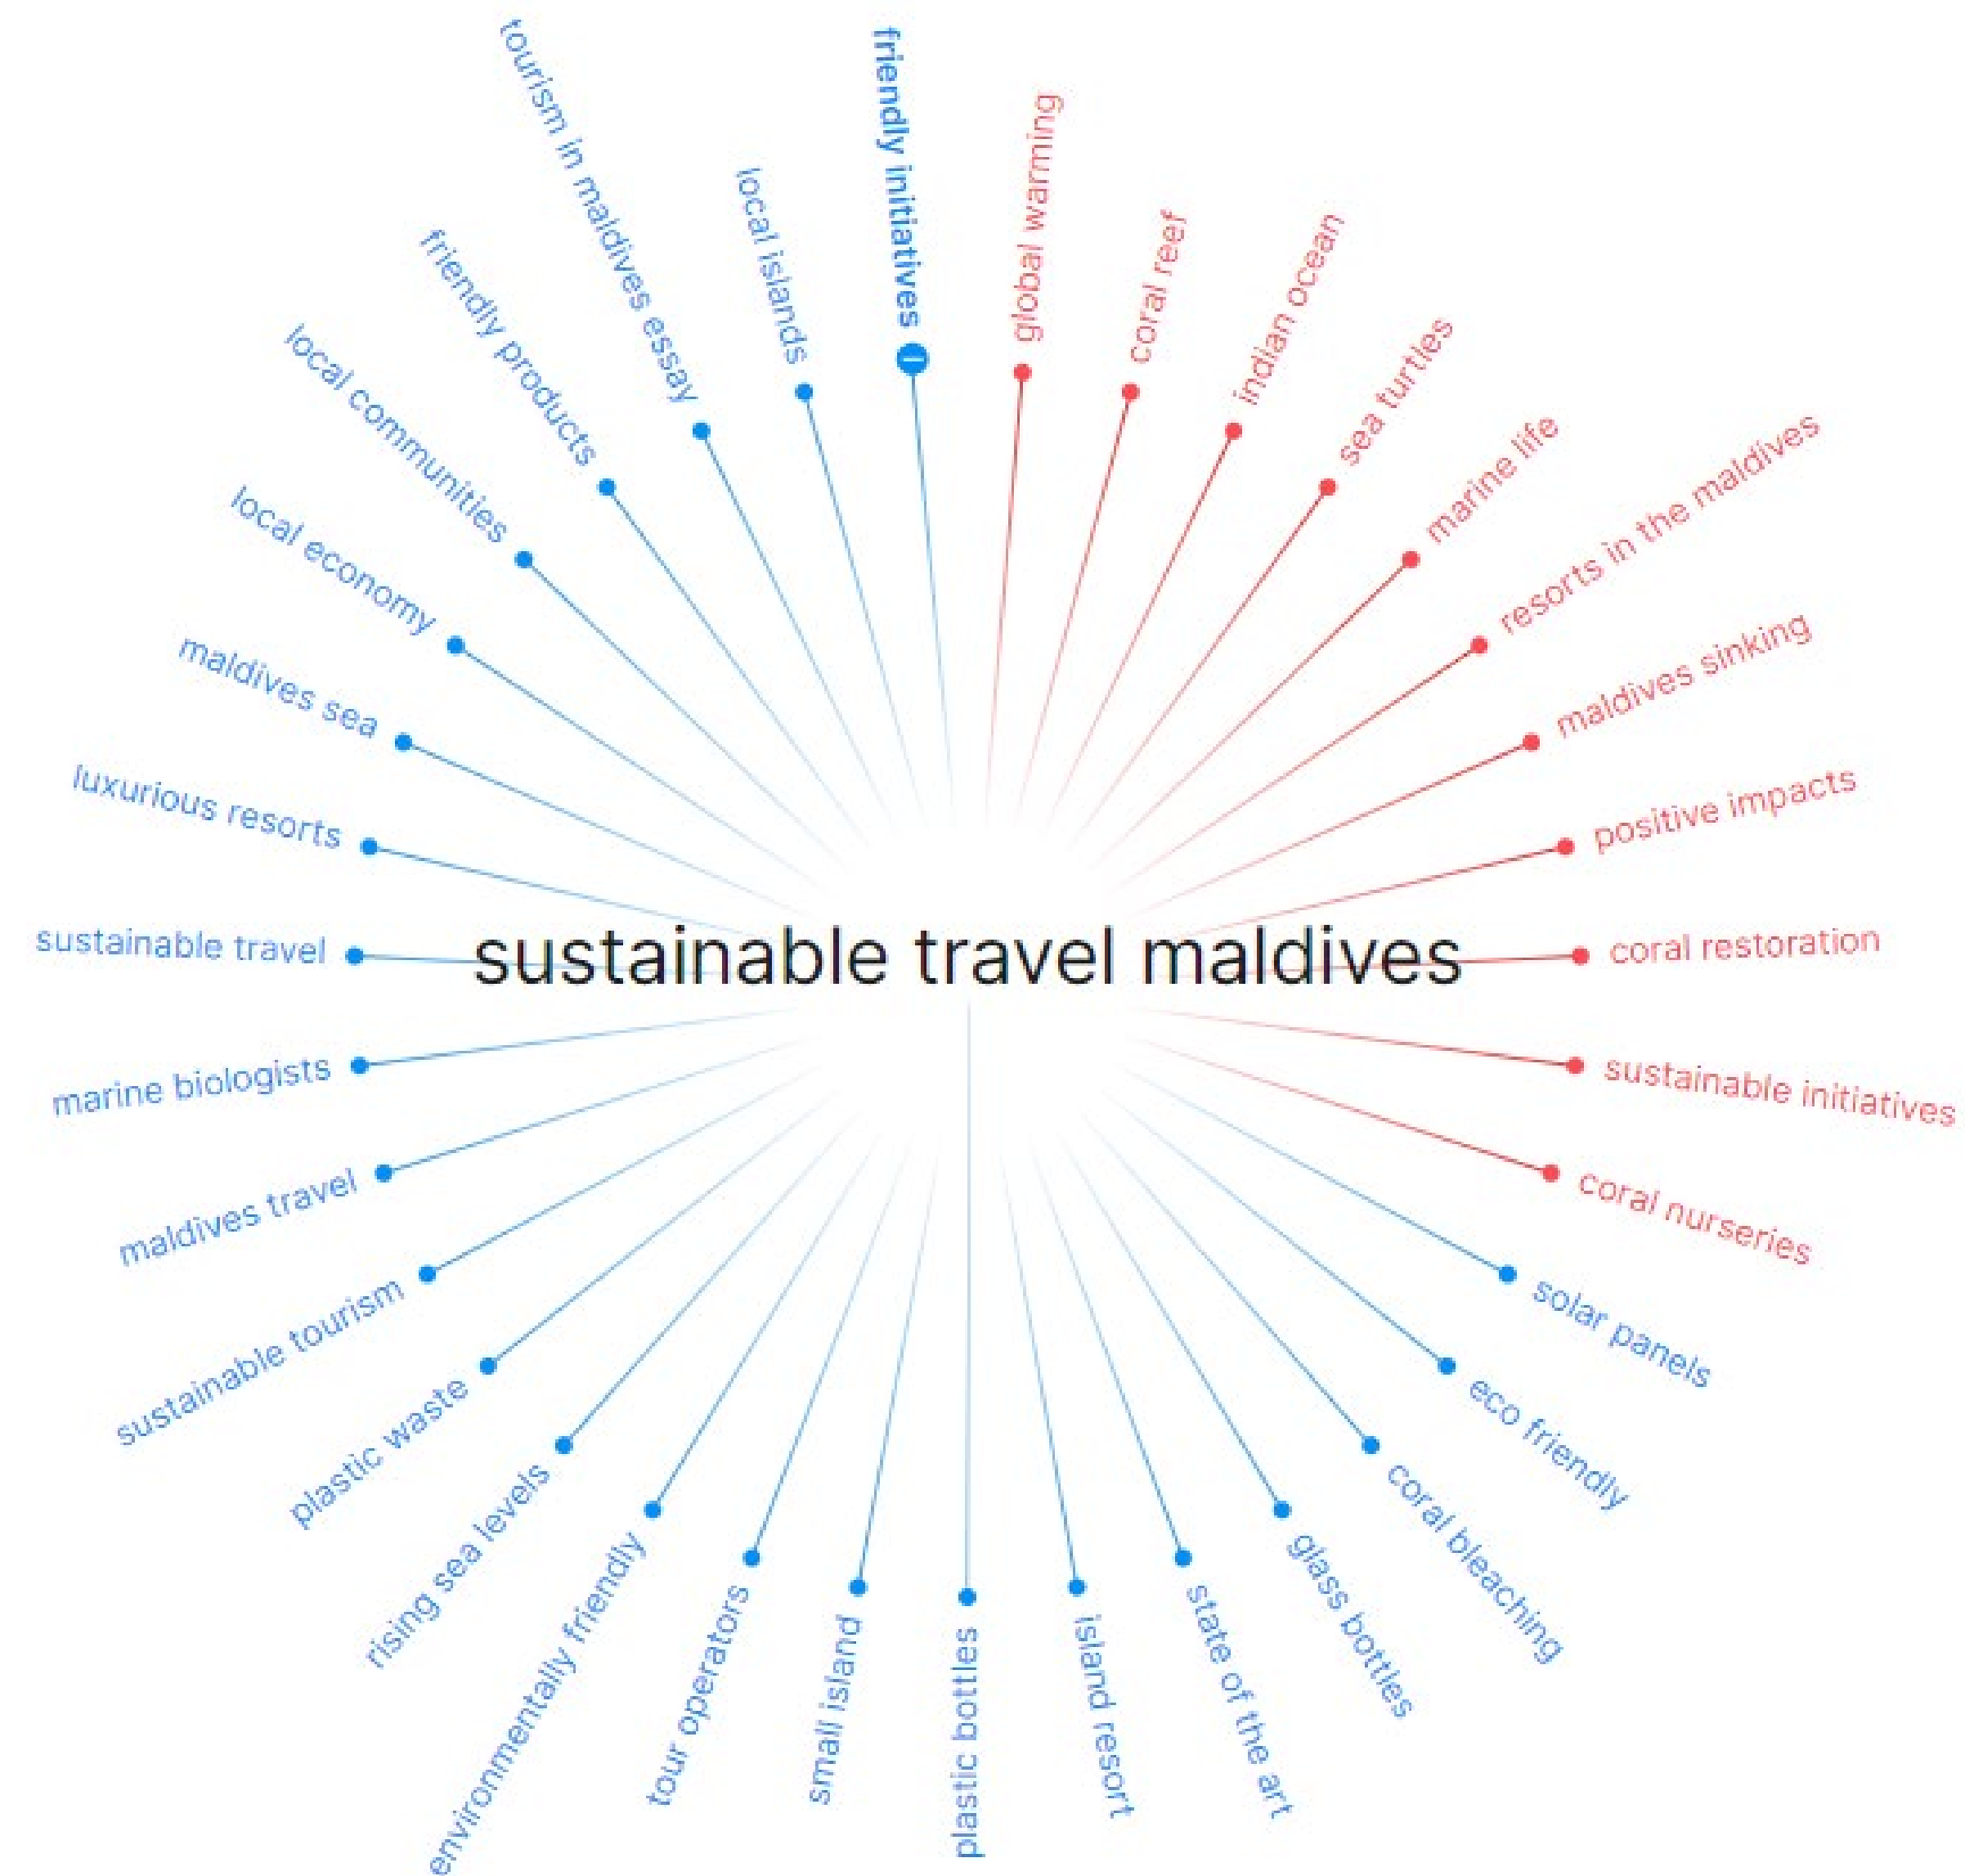 friendly initiatives
global warming
coral reef
indian ocean
sea turtles
marine life
resorts in the maldives
maldives sinking
positive impacts
coral restoration
sustainable initiatives
coral nurseries
solar panels
eco friendly
coral bleaching
glass bottles
state of the art
island resort
plastic bottles
small island
tour operators
environmentally friendly
rising sea levels
plastic waste
sustainable tourism
maldives travel
marine biologists
sustainable travel
luxurious resorts
maldives sea
local economy
local communities
friendly products
tourism in maldives essay
local islands
sustainable travel maldives